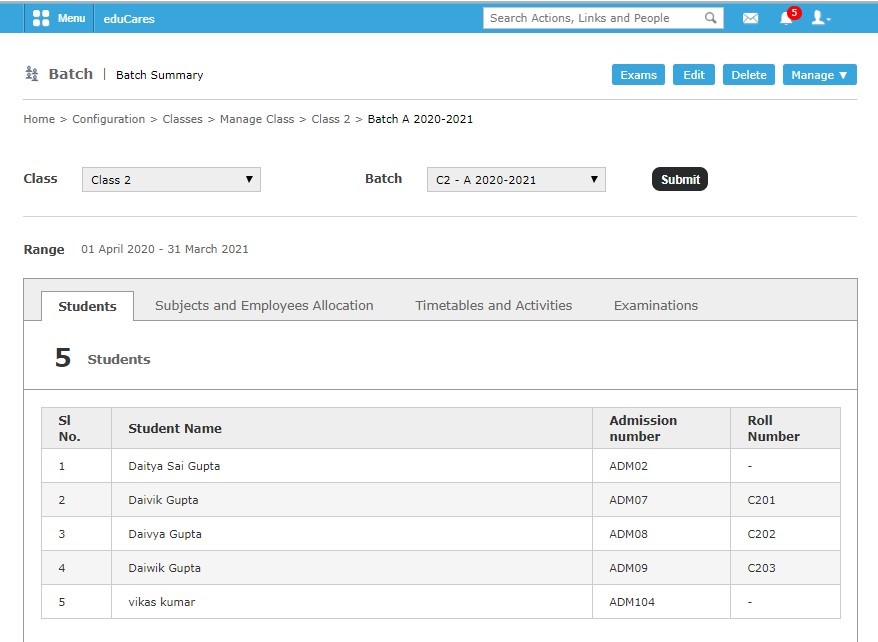 Menu eduCares Search Actions, Links and People 5
Batch | Batch Summary Exams Edit Delete Manage ▼
Home > Configuration > Classes > Manage Class > Class 2 > Batch A 2020-2021
Class Class 2 ▼ Batch C2 - A 2020-2021 ▼ Submit
Range 01 April 2020 - 31 March 2021
Students Subjects and Employees Allocation Timetables and Activities Examinations
5 Students
Sl No. Student Name Admission number Roll Number
1 Daitya Sai Gupta ADM02 -
2 Daivik Gupta ADM07 C201
3 Daivya Gupta ADM08 C202
4 Daiwik Gupta ADM09 C203
5 vikas kumar ADM104 -